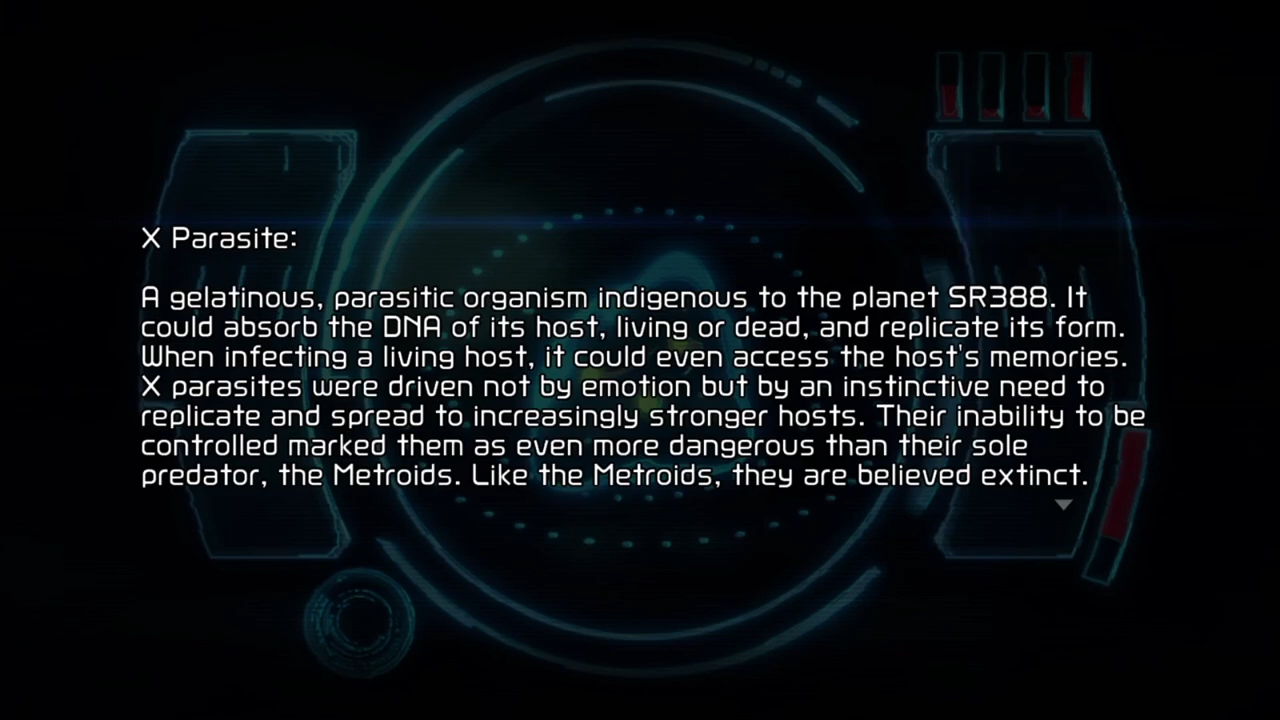 X Parasite:
A gelatinous, parasitic organism indigenous to the planet SR388. It
could absorb the DNA of its host, living or dead, and replicate its form.
When infecting a living host, it could even access the host's memories.
X parasites were driven not by emotion but by an instinctive need to
replicate and spread to increasingly stronger hosts. Their inability to be
controlled marked them as even more dangerous than their sole
predator, the Metroids. Like the Metroids, they are believed extinct.